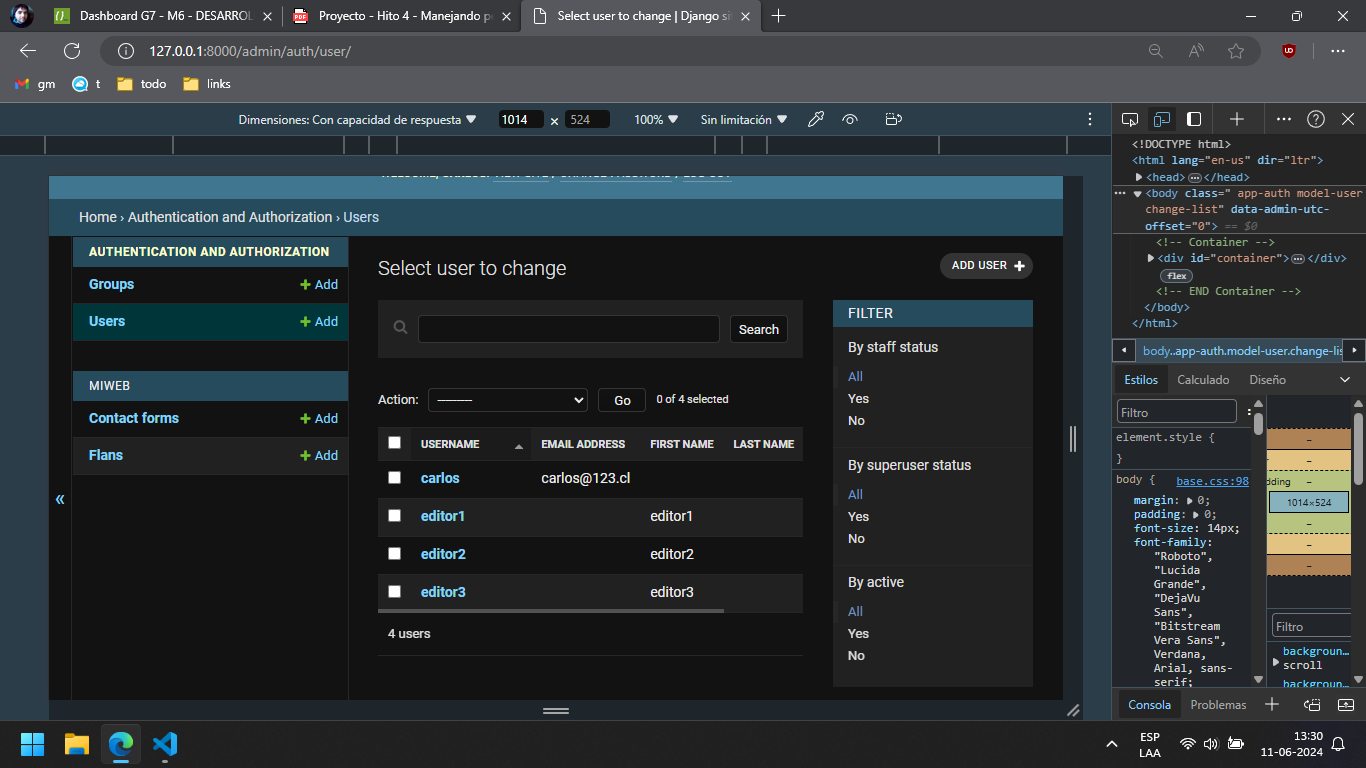 Dashboard G7 - M6 - DESARROL
Proyecto - Hito 4 - Manejando pe
Select user to change | Django si
127.0.0.1:8000/admin/auth/user/
gm
t
todo
links
Dimensiones: Con capacidad de respuesta
1014 x 524
100%
Sin limitación
Home › Authentication and Authorization › Users
AUTHENTICATION AND AUTHORIZATION
Groups
+ Add
Users
+ Add
MIWEB
Contact forms
+ Add
Flans
+ Add
«
Select user to change
ADD USER +
Search
Action:
---------
Go
0 of 4 selected
USERNAME EMAIL ADDRESS FIRST NAME LAST NAME
carlos carlos@123.cl
editor1 editor1
editor2 editor2
editor3 editor3
4 users
FILTER
By staff status
All
Yes
No
By superuser status
All
Yes
No
By active
All
Yes
No
<!DOCTYPE html>
<html lang="en-us" dir="ltr">
<head> </head>
<body class=" app-auth model-user
change-list" data-admin-utc-
offset="0"> == $0
<!-- Container -->
<div id="container"> </div>
flex
<!-- END Container -->
</body>
</html>
body..app-auth.model-user.change-lis
Estilos
Calculado
Diseño
Filtro
element.style {
}
body { base.css:98
margin: 0;
padding: 0;
font-size: 14px;
font-family:
"Roboto",
"Lucida
Grande",
"DejaVu
Sans",
"Bitstream
Vera Sans",
Verdana,
Arial, sans-
serif;
dding
1014×524
Filtro
backgroun…
scroll
backgroun…
Consola
Problemas
ESP
LAA
13:30
11-06-2024